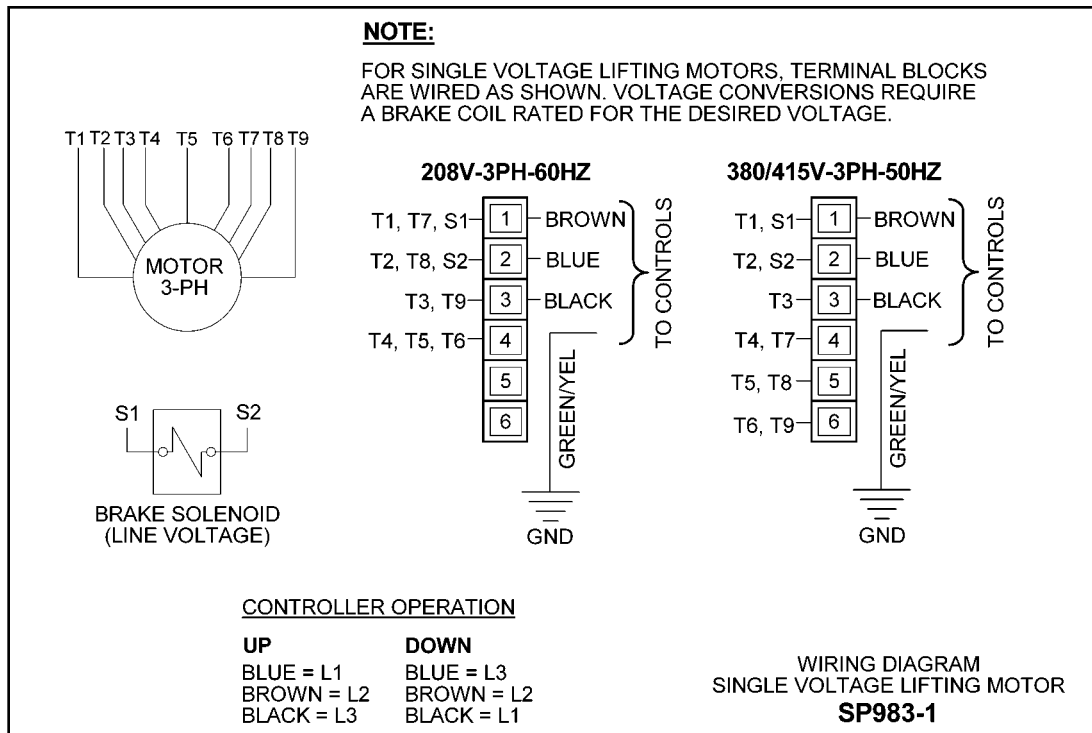 NOTE:
FOR SINGLE VOLTAGE LIFTING MOTORS, TERMINAL BLOCKS
ARE WIRED AS SHOWN. VOLTAGE CONVERSIONS REQUIRE
A BRAKE COIL RATED FOR THE DESIRED VOLTAGE.
T1 T2 T3 T4 T5 T6 T7 T8 T9
MOTOR
3-PH
208V-3PH-60HZ
T1, T7, S1 1 BROWN
T2, T8, S2 2 BLUE
T3, T9 3 BLACK
T4, T5, T6 4
5
6
TO CONTROLS
GREEN/YEL
GND
380/415V-3PH-50HZ
T1, S1 1 BROWN
T2, S2 2 BLUE
T3 3 BLACK
T4, T7 4
T5, T8 5
T6, T9 6
TO CONTROLS
GREEN/YEL
GND
S1 S2
BRAKE SOLENOID
(LINE VOLTAGE)
CONTROLLER OPERATION
UP DOWN
BLUE = L1 BLUE = L3
BROWN = L2 BROWN = L2
BLACK = L3 BLACK = L1
WIRING DIAGRAM
SINGLE VOLTAGE LIFTING MOTOR
SP983-1